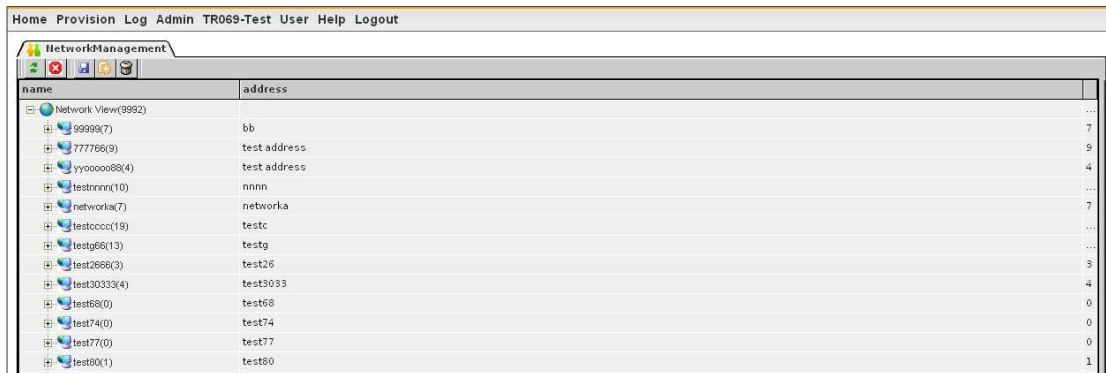 Home Provision Log Admin TR069-Test User Help Logout
NetworkManagement
name address
Network View(9992) ...
99999(7) bb 7
777766(9) test address 9
yyooooo88(4) test address 4
testnnnn(10) nnnn ...
networka(7) networka 7
testcccc(19) testc ...
testg66(13) testg ...
test2666(3) test26 3
test30333(4) test3033 4
test68(0) test68 0
test74(0) test74 0
test77(0) test77 0
test80(1) test80 1